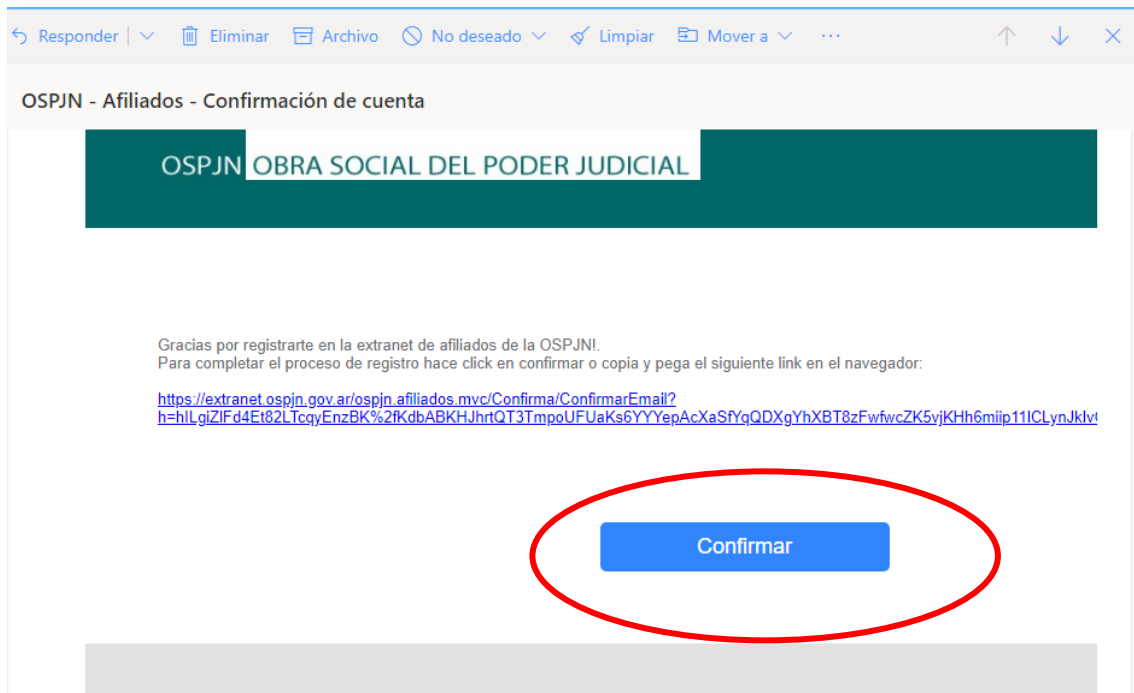 Responder | Eliminar Archivo No deseado Limpiar Mover a ...
OSPJN - Afiliados - Confirmación de cuenta
OSPJN OBRA SOCIAL DEL PODER JUDICIAL
Gracias por registrarte en la extranet de afiliados de la OSPJN!.
Para completar el proceso de registro hace click en confirmar o copia y pega el siguiente link en el navegador:
https://extranet.ospjn.gov.ar/ospjn.afiliados.mvc/Confirma/ConfirmarEmail?
Confirmar